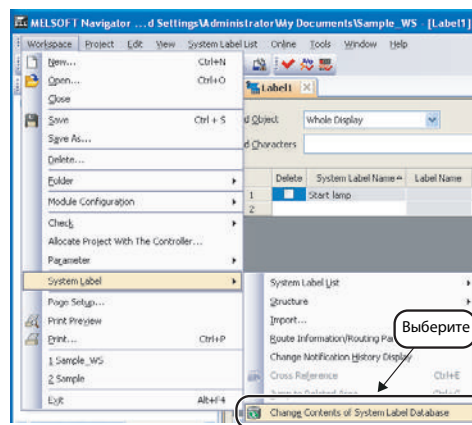 MELSOFT Navigator ...d Settings\Administrator\My Documents\Sample_WS - [Label1]
Workspace Project Edit View System Label List Online Tools Window Help
New... Ctrl+N
Open... Ctrl+O
Close
Save Ctrl + S
Save As...
Delete...
Folder
Module Configuration
Check
Allocate Project With The Controller...
Parameter
System Label
Page Setup...
Print Preview
Print... Ctrl+P
1 Sample_WS
2 Sample
Exit Alt+F4
Label1
d Object Whole Display
d Characters
Delete System Label Name Label Name
1 Start lamp
2
System Label List
Structure
Import...
Route Information/Routing Pa
Change Notification History Display
Cross Reference Ctrl+E
Выберите
Change Contents of System Label Database